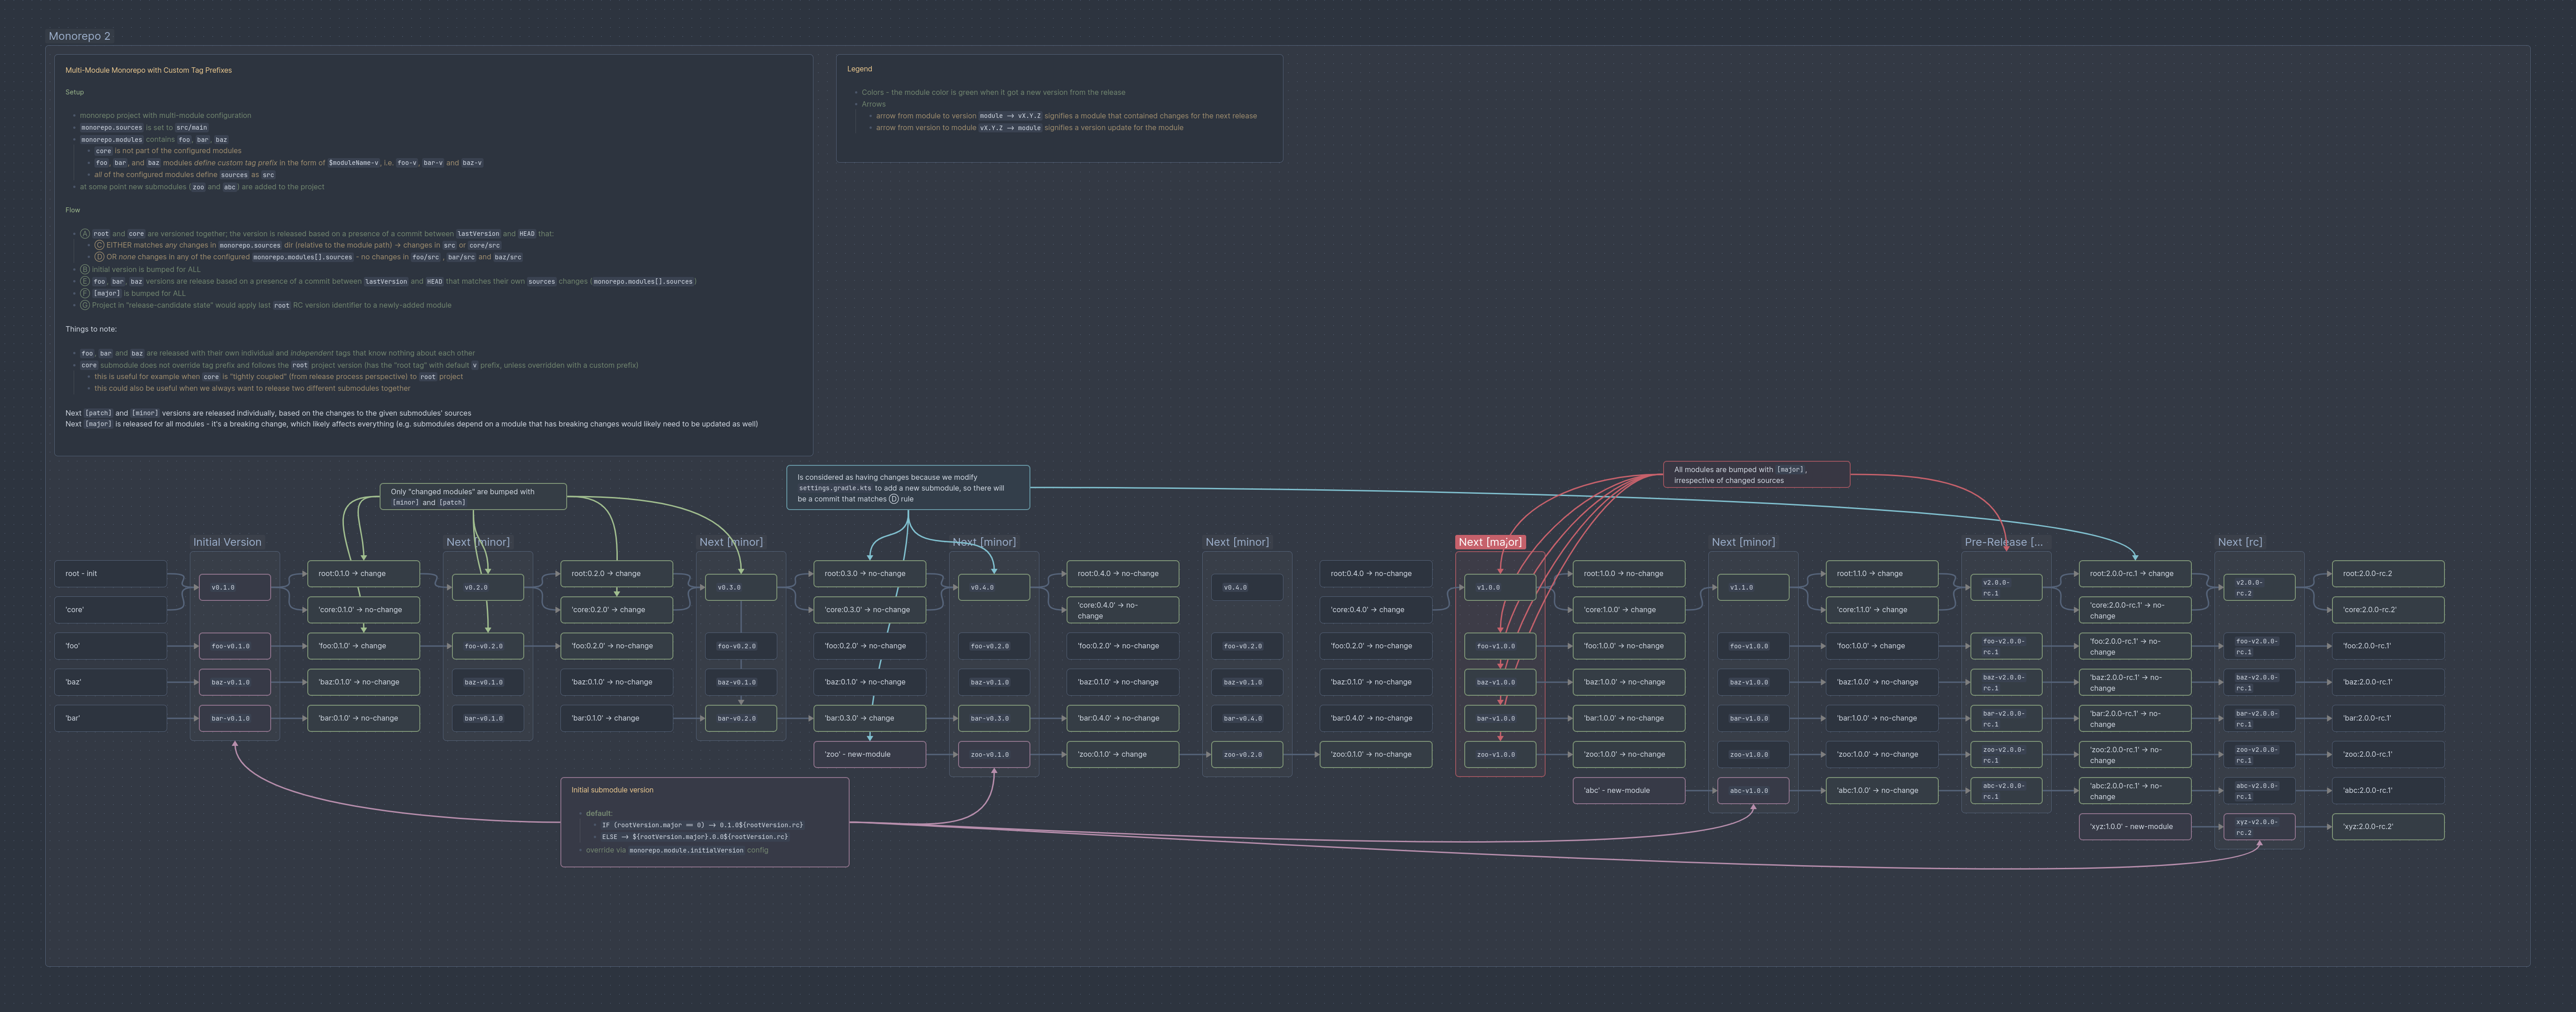 Monorepo 2
Multi-Module Monorepo with Custom Tag Prefixes
Setup
monorepo project with multi-module configuration
monorepo.sources is set to src/main
monorepo.modules contains foo, bar, baz
core is not part of the configured modules
foo, bar, and baz modules define custom tag prefix in the form of $moduleName-v, i.e. foo-v, bar-v and baz-v
all of the configured modules define sources as src
at some point new submodules (zoo and abc) are added to the project
Flow
Ⓐ root and core are versioned together; the version is released based on a presence of a commit between lastVersion and HEAD that:
Ⓒ EITHER matches any changes in monorepo.sources dir (relative to the module path) → changes in src or core/src
Ⓓ OR none changes in any of the configured monorepo.modules[].sources - no changes in foo/src, bar/src and baz/src
Ⓑ Initial version is bumped for ALL
Ⓔ foo, bar, baz versions are release based on a presence of a commit between lastVersion and HEAD that matches their own sources changes (monorepo.modules[].sources)
Ⓕ [major] is bumped for ALL
Ⓖ Project in "release-candidate state" would apply last root RC version identifier to a newly-added module
Things to note:
foo, bar and baz are released with their own individual and independent tags that know nothing about each other
core submodule does not override tag prefix and follows the root project version (has the "root tag" with default v prefix, unless overridden with a custom prefix)
this is useful for example when core is "tightly coupled" (from release process perspective) to root project
this could also be useful when we always want to release two different submodules together
Next [patch] and [minor] versions are released individually, based on the changes to the given submodules' sources
Next [major] is released for all modules - it's a breaking change, which likely affects everything (e.g. submodules depend on a module that has breaking changes would likely need to be updated as well)
Legend
Colors - the module color is green when it got a new version from the release
Arrows
arrow from module to version module → vX.Y.Z signifies a module that contained changes for the next release
arrow from version to module vX.Y.Z → module signifies a version update for the module
Only "changed modules" are bumped with
[minor] and [patch]
Is considered as having changes because we modify
settings.gradle.kts to add a new submodule, so there will
be a commit that matches Ⓓ rule
All modules are bumped with [major],
irrespective of changed sources
root - init
'core'
'foo'
'baz'
'bar'
Initial Version
v0.1.0
foo-v0.1.0
baz-v0.1.0
bar-v0.1.0
root:0.1.0 → change
'core:0.1.0' → no-change
'foo:0.1.0' → change
'baz:0.1.0' → no-change
'bar:0.1.0' → no-change
Next [minor]
v0.2.0
foo-v0.2.0
baz-v0.1.0
bar-v0.1.0
root:0.2.0 → change
'core:0.2.0' → change
'foo:0.2.0' → no-change
'baz:0.1.0' → no-change
'bar:0.1.0' → change
Next [minor]
v0.3.0
foo-v0.2.0
baz-v0.1.0
bar-v0.2.0
root:0.3.0 → no-change
'core:0.3.0' → no-change
'foo:0.2.0' → no-change
'baz:0.1.0' → no-change
'bar:0.3.0' → change
'zoo' - new-module
Next [minor]
v0.4.0
foo-v0.2.0
baz-v0.1.0
bar-v0.3.0
zoo-v0.1.0
root:0.4.0 → no-change
'core:0.4.0' → no-
change
'foo:0.2.0' → no-change
'baz:0.1.0' → no-change
'bar:0.4.0' → no-change
'zoo:0.1.0' → change
Next [minor]
v0.4.0
foo-v0.2.0
baz-v0.1.0
bar-v0.4.0
zoo-v0.2.0
root:0.4.0 → no-change
'core:0.4.0' → change
'foo:0.2.0' → no-change
'baz:0.1.0' → no-change
'bar:0.4.0' → no-change
'zoo:0.1.0' → no-change
Next [major]
v1.0.0
foo-v1.0.0
baz-v1.0.0
bar-v1.0.0
zoo-v1.0.0
root:1.0.0 → no-change
'core:1.0.0' → change
'foo:1.0.0' → no-change
'baz:1.0.0' → no-change
'bar:1.0.0' → no-change
'zoo:1.0.0' → no-change
'abc' - new-module
Next [minor]
v1.1.0
foo-v1.0.0
baz-v1.0.0
bar-v1.0.0
zoo-v1.0.0
abc-v1.0.0
root:1.1.0 → change
'core:1.1.0' → change
'foo:1.0.0' → change
'baz:1.0.0' → no-change
'bar:1.0.0' → no-change
'zoo:1.0.0' → no-change
'abc:1.0.0' → no-change
Pre-Release [...
v2.0.0-
rc.1
foo-v2.0.0-
rc.1
baz-v2.0.0-
rc.1
bar-v2.0.0-
rc.1
zoo-v2.0.0-
rc.1
abc-v2.0.0-
rc.1
root:2.0.0-rc.1 → change
'core:2.0.0-rc.1' → no-
change
'foo:2.0.0-rc.1' → no-
change
'baz:2.0.0-rc.1' → no-
change
'bar:2.0.0-rc.1' → no-
change
'zoo:2.0.0-rc.1' → no-
change
'abc:2.0.0-rc.1' → no-
change
'xyz:1.0.0' - new-module
Next [rc]
v2.0.0-
rc.2
foo-v2.0.0-
rc.1
baz-v2.0.0-
rc.1
bar-v2.0.0-
rc.1
zoo-v2.0.0-
rc.1
abc-v2.0.0-
rc.1
xyz-v2.0.0-
rc.2
root:2.0.0-rc.2
'core:2.0.0-rc.2'
'foo:2.0.0-rc.1'
'baz:2.0.0-rc.1'
'bar:2.0.0-rc.1'
'zoo:2.0.0-rc.1'
'abc:2.0.0-rc.1'
'xyz:2.0.0-rc.2'
Initial submodule version
default:
IF (rootVersion.major == 0) → 0.1.0${rootVersion.rc}
ELSE → ${rootVersion.major}.0.0${rootVersion.rc}
override via monorepo.module.initialVersion config